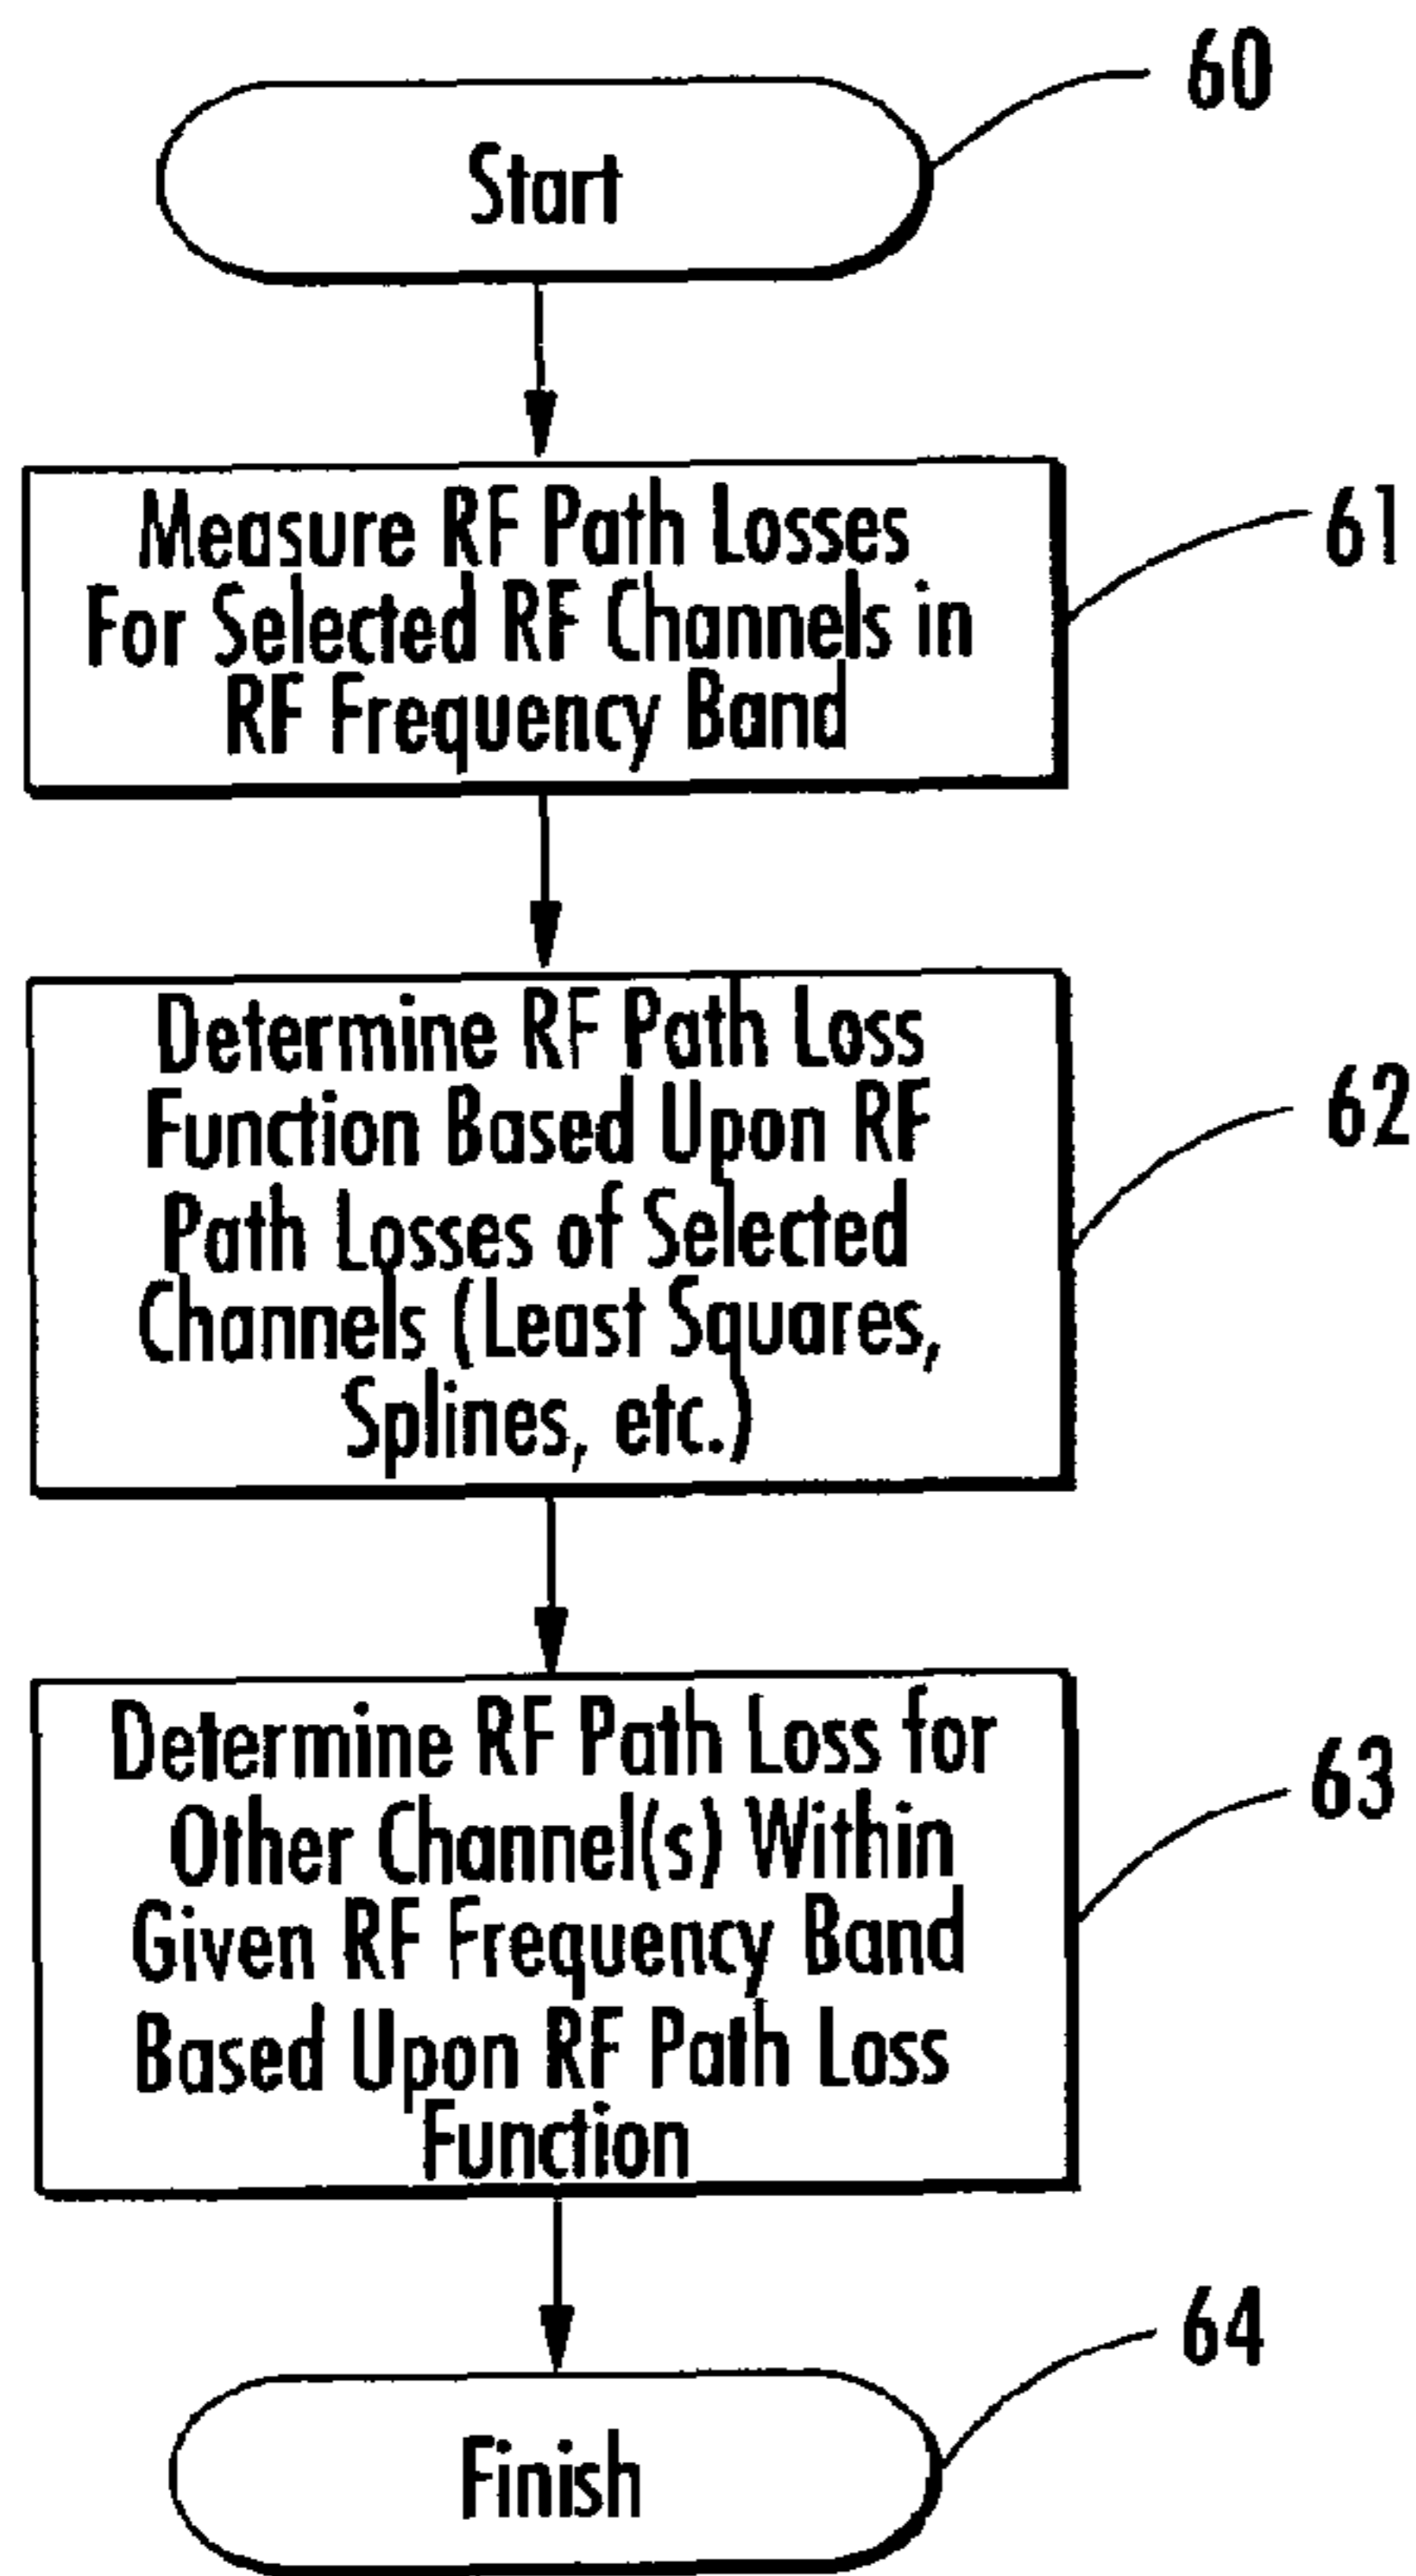 60
Start
Measure RF Path Losses
For Selected RF Channels in
RF Frequency Band
61
Determine RF Path Loss
Function Based Upon RF
Path Losses of Selected
Channels (Least Squares,
Splines, etc.)
62
Determine RF Path Loss for
Other Channel(s) Within
Given RF Frequency Band
Based Upon RF Path Loss
Function
63
64
Finish